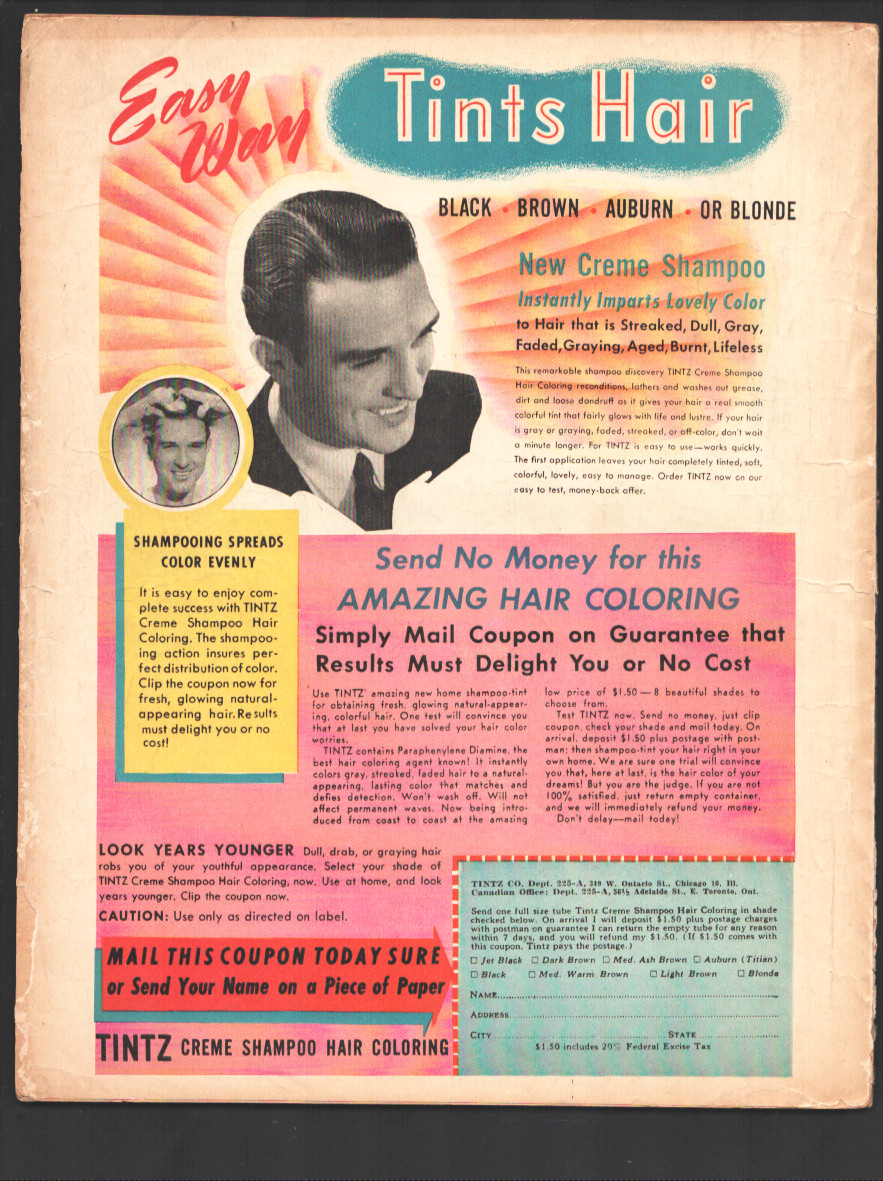 Easy
Way
Tints Hair
BLACK • BROWN • AUBURN • OR BLONDE
New Creme Shampoo
Instantly Imparts Lovely Color
to Hair that is Streaked, Dull, Gray,
Faded, Graying, Aged, Burnt, Lifeless
This remarkable shampoo discovery TINTZ Creme Shampoo
Hair Coloring reconditions, lathers and washes out grease,
dirt and loose dandruff as it gives your hair a real smooth
colorful tint that fairly glows with life and lustre. If your hair
is gray or graying, faded, streaked, or off-color, don't wait
a minute longer. For TINTZ is easy to use—works quickly.
The first application leaves your hair completely tinted, soft,
colorful, lovely, easy to manage. Order TINTZ now on our
easy to test, money-back offer.
SHAMPOOING SPREADS
COLOR EVENLY
It is easy to enjoy com-
plete success with TINTZ
Creme Shampoo Hair
Coloring. The shampoo-
ing action insures per-
fect distribution of color.
Clip the coupon now for
fresh, glowing natural-
appearing hair. Results
must delight you or no
cost!
Send No Money for this
AMAZING HAIR COLORING
Simply Mail Coupon on Guarantee that
Results Must Delight You or No Cost
Use TINTZ' amazing new home shampoo-tint
for obtaining fresh, glowing natural-appear-
ing, colorful hair. One test will convince you
that at last you have solved your hair color
worries.
TINTZ contains Paraphenylene Diamine, the
best hair coloring agent known! It instantly
colors gray, streaked, faded hair to a natural-
appearing, lasting color that matches and
defies detection. Won't wash off. Will not
affect permanent waves. Now being intro-
duced from coast to coast at the amazing
low price of $1.50—8 beautiful shades to
choose from.
Test TINTZ now. Send no money, just clip
coupon, check your shade and mail today. On
arrival, deposit $1.50 plus postage with post-
man; then shampoo-tint your hair right in your
own home. We are sure one trial will convince
you that, here at last, is the hair color of your
dreams! But you are the judge. If you are not
100% satisfied, just return empty container,
and we will immediately refund your money.
Don't delay—mail today!
LOOK YEARS YOUNGER Dull, drab, or graying hair
robs you of your youthful appearance. Select your shade of
TINTZ Creme Shampoo Hair Coloring, now. Use at home, and look
years younger. Clip the coupon now.
CAUTION: Use only as directed on label.
MAIL THIS COUPON TODAY SURE
or Send Your Name on a Piece of Paper
TINTZ CREME SHAMPOO HAIR COLORING
TINTZ CO. Dept. 225-A, 319 W. Ontario St., Chicago 10, Ill.
Canadian Office: Dept. 225-A, 36½ Adelaide St., E. Toronto, Ont.
Send one full size tube Tintz Creme Shampoo Hair Coloring in shade
checked below. On arrival I will deposit $1.50 plus postage charges
with postman on guarantee I can return the empty tube for any reason
within 7 days, and you will refund my $1.50. (If $1.50 comes with
this coupon, Tintz pays the postage.)
□ Jet Black □ Dark Brown □ Med. Ash Brown □ Auburn (Titian)
□ Black □ Med. Warm Brown □ Light Brown □ Blonde
NAME
ADDRESS
CITY STATE
$1.50 includes 20% Federal Excise Tax